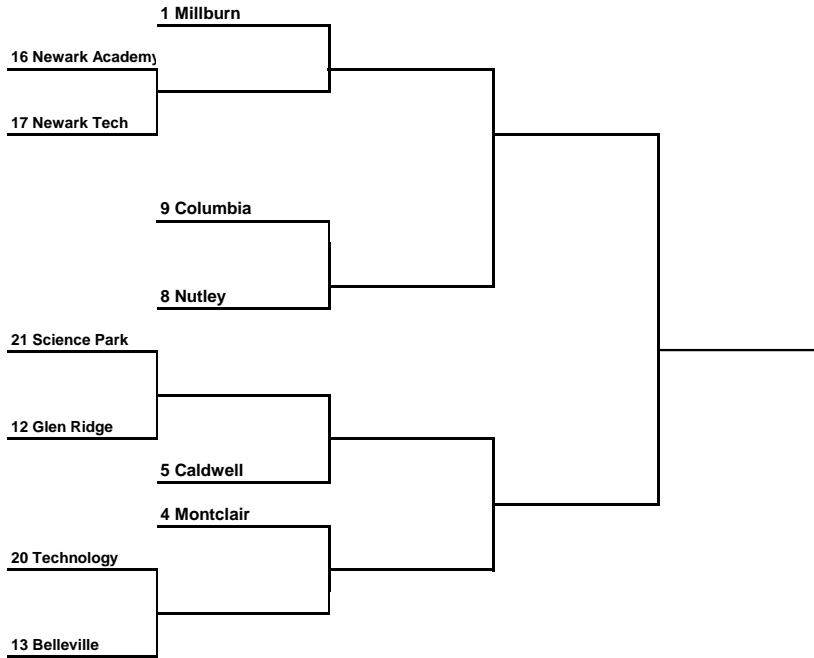 1 Millburn
16 Newark Academy
17 Newark Tech
9 Columbia
8 Nutley
21 Science Park
12 Glen Ridge
5 Caldwell
4 Montclair
20 Technology
13 Belleville